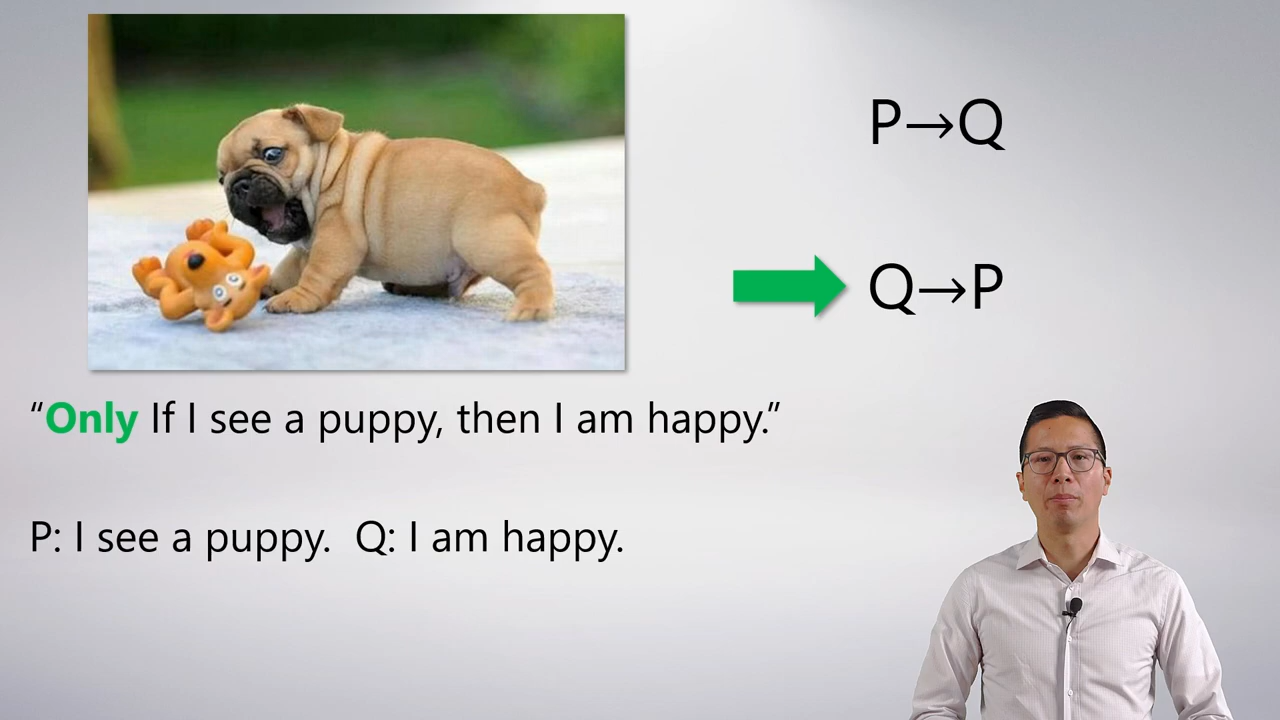 P→Q
Q→P
“Only If I see a puppy, then I am happy.”
P: I see a puppy. Q: I am happy.